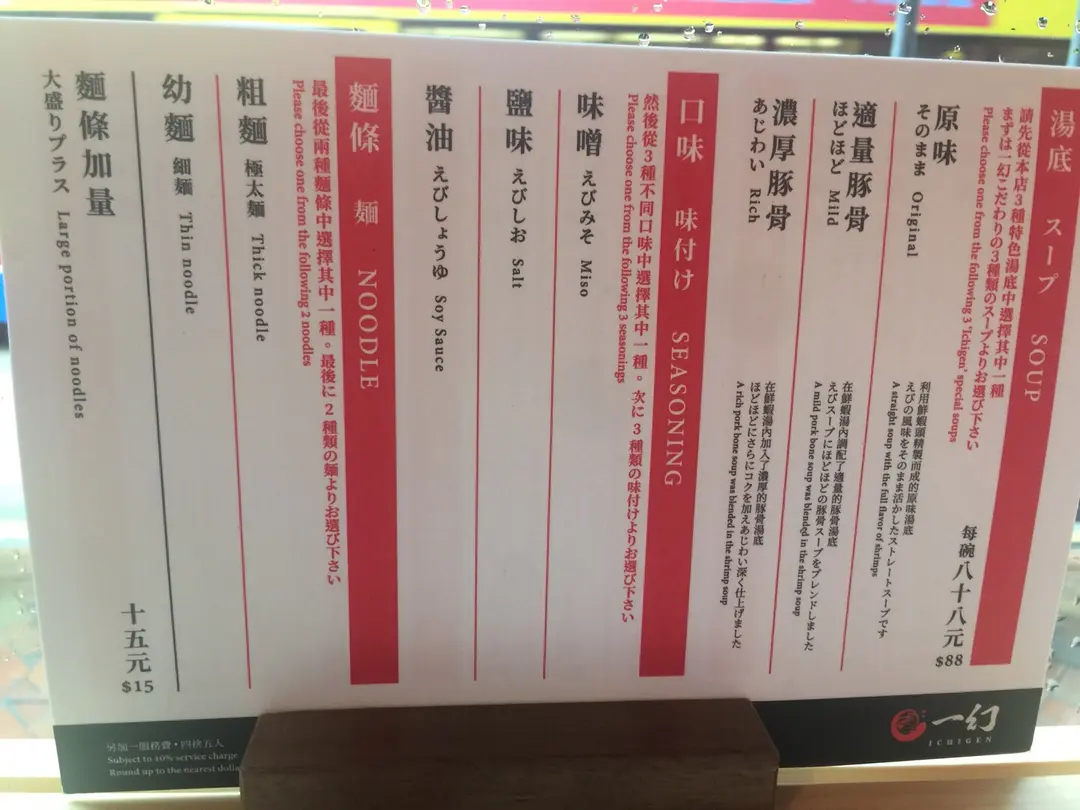 湯底 スープ SOUP
請先從本店3種特色湯底中選擇其中一種
まずは一幻こだわりの3種類のスープよりお選び下さい
Please choose one from the following 3 'Ichigen' special soups
原味
そのまま Original
利用鮮蝦頭精製而成的原味湯底
えびの風味をそのまま活かしたストレートスープです
A straight soup with the full flavor of shrimps
每碗八十八元
$88
適量豚骨
ほどほど Mild
在鮮蝦湯內調配了適量的豚骨湯底
えびスープにほどほどの豚骨スープをブレンドしました
A mild pork bone soup was blended in the shrimp soup
濃厚豚骨
あじわい Rich
在鮮蝦湯內加入了濃厚的豚骨湯底
ほどほどにさらにコクを加えあじわい深く仕上げました
A rich pork bone soup was blended in the shrimp soup
口味 味付け SEASONING
然後從3種不同口味中選擇其中一種。次に3種類の味付けよりお選び下さい
Please choose one from the following 3 seasonings
味噌 えびみそ Miso
鹽味 えびしお Salt
醬油 えびしょうゆ Soy Sauce
麵條 麺 NOODLE
最後從兩種麵條中選擇其中一種。最後に2種類の麺よりお選び下さい
Please choose one from the following 2 noodles
粗麵 極太麺 Thick noodle
幼麵 細麺 Thin noodle
麵條加量
大盛りプラス Large portion of noodles
十五元
$15
一幻
ICHIGEN
另加一服務費・四捨五入
Subject to 10% service charge
Round up to the nearest dolla